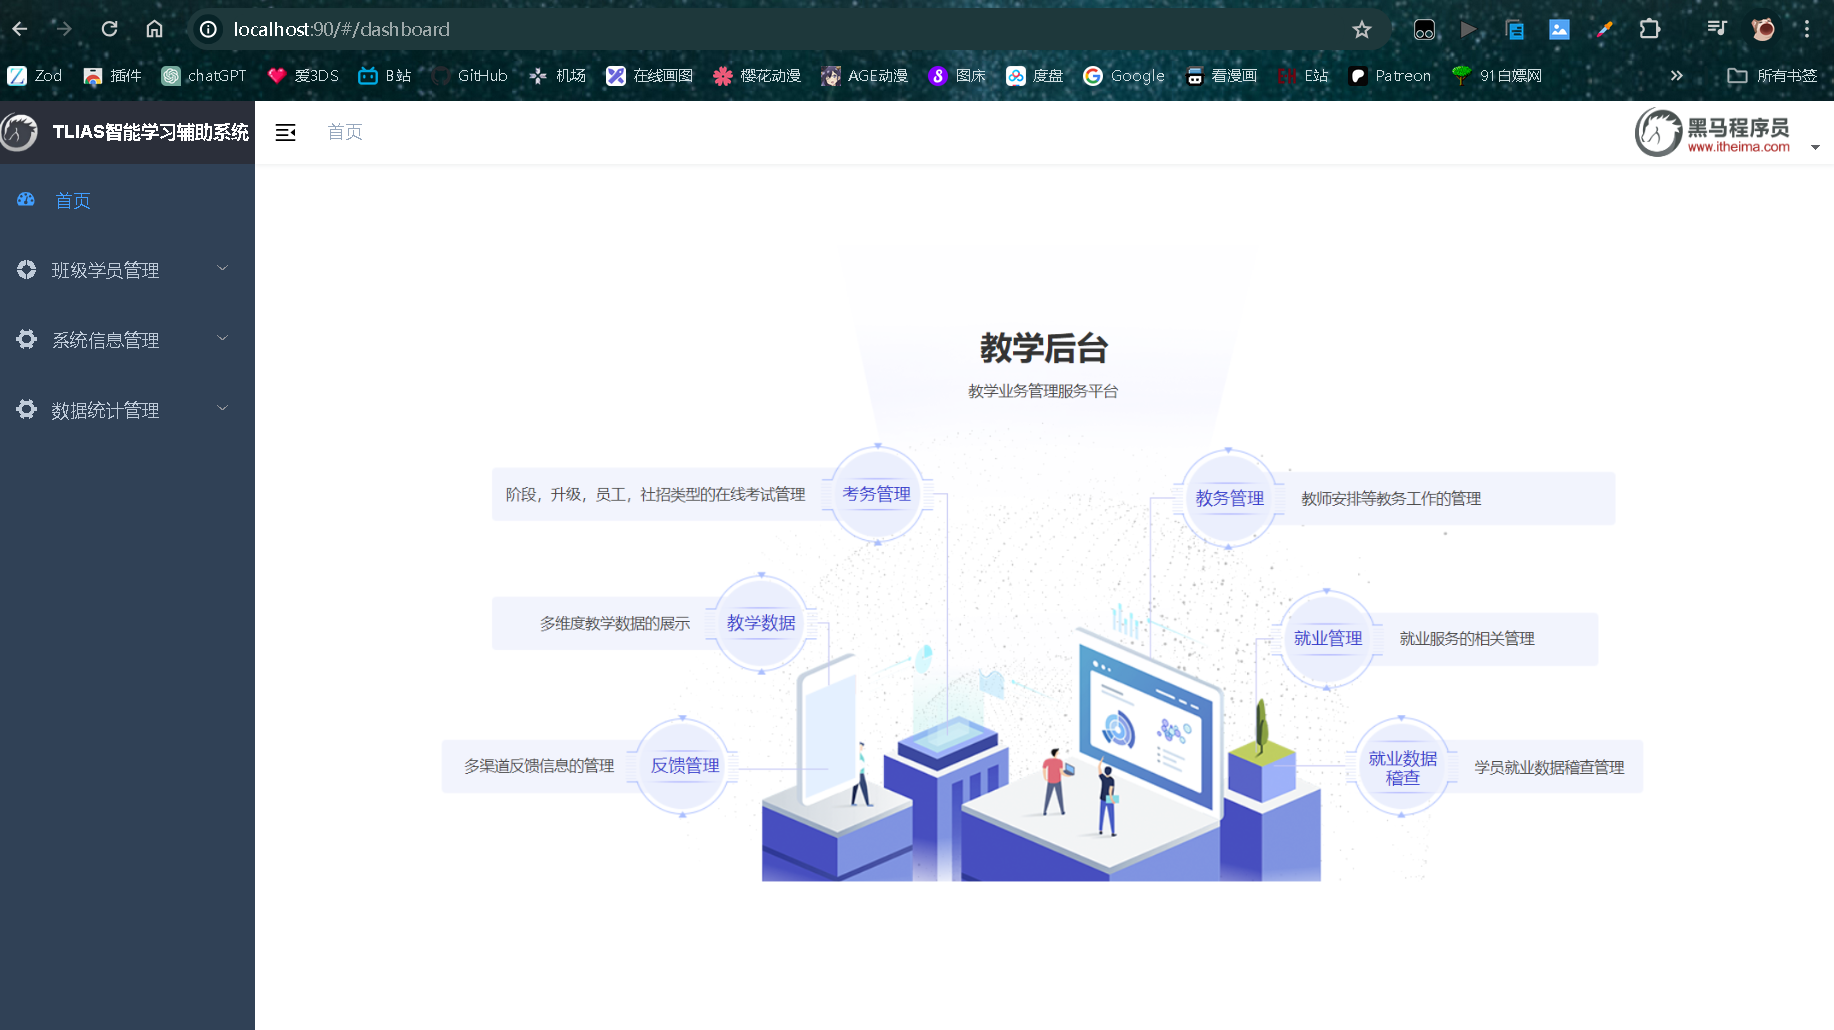 localhost:90/#/dashboard
Zod 插件 chatGPT 爱3DS B站 GitHub 机场 在线画图 樱花动漫 AGE动漫 图床 度盘 Google 看漫画 E站 Patreon 91白嫖网 所有书签
TLIAS智能学习辅助系统
首页
黑马程序员
www.itheima.com
首页
班级学员管理
系统信息管理
数据统计管理
教学后台
教学业务管理服务平台
阶段，升级，员工，社招类型的在线考试管理
考务管理
教务管理
教师安排等教务工作的管理
多维度教学数据的展示
教学数据
就业管理
就业服务的相关管理
多渠道反馈信息的管理
反馈管理
就业数据
稽查
学员就业数据稽查管理